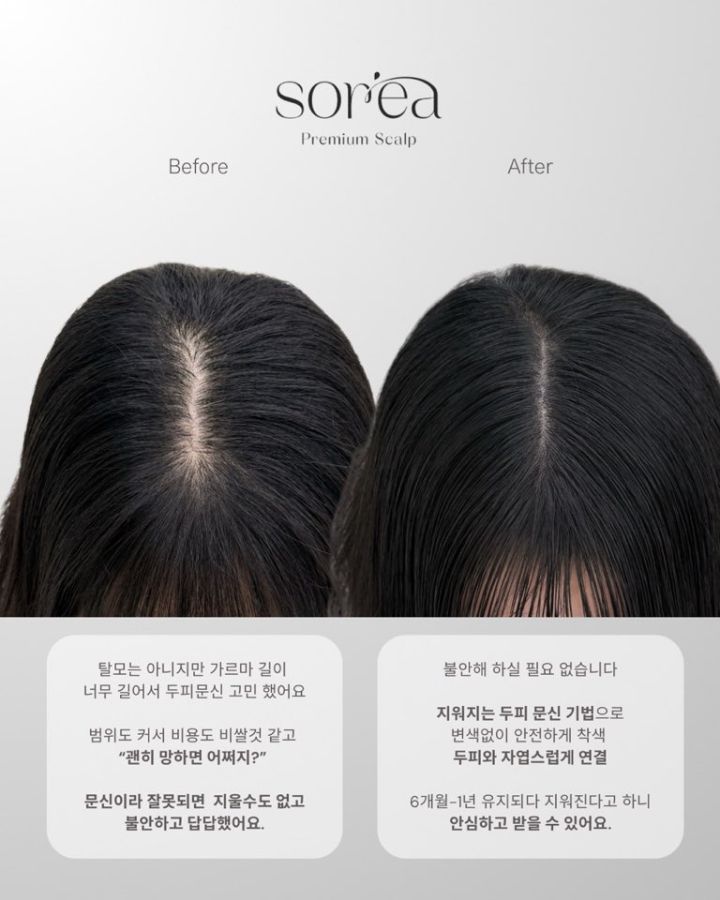 sorea
Premium Scalp
Before
After
탈모는 아니지만 가르마 길이
너무 길어서 두피문신 고민 했어요
범위도 커서 비용도 비쌀것 같고
“괜히 망하면 어쩌지?”
문신이라 잘못되면 지울수도 없고
불안하고 답답했어요.
불안해 하실 필요 없습니다
지워지는 두피 문신 기법으로
변색없이 안전하게 착색
두피와 자엽스럽게 연결
6개월-1년 유지되다 지워진다고 하니
안심하고 받을 수 있어요.